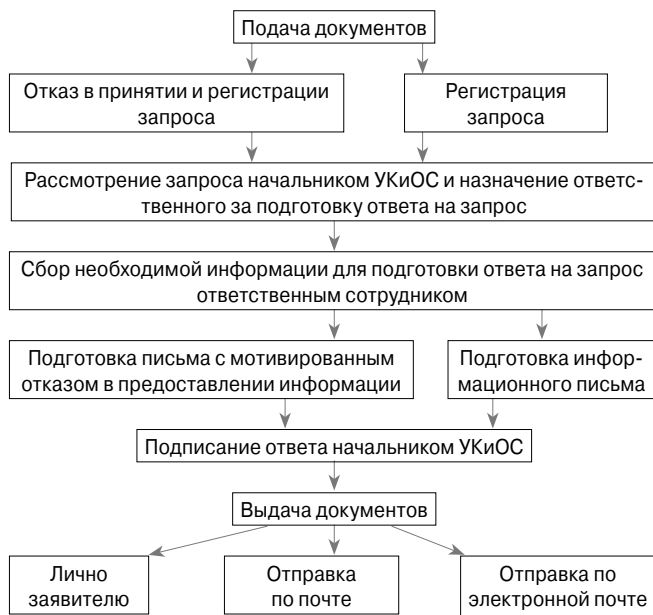 Подача документов
Отказ в принятии и регистрации
запроса
Регистрация
запроса
Рассмотрение запроса начальником УКиОС и назначение ответс-
твенного за подготовку ответа на запрос
Сбор необходимой информации для подготовки ответа на запрос
ответственным сотрудником
Подготовка письма с мотивированным
отказом в предоставлении информации
Подготовка инфор-
мационного письма
Подписание ответа начальником УКиОС
Выдача документов
Лично
заявителю
Отправка
по почте
Отправка по
электронной почте